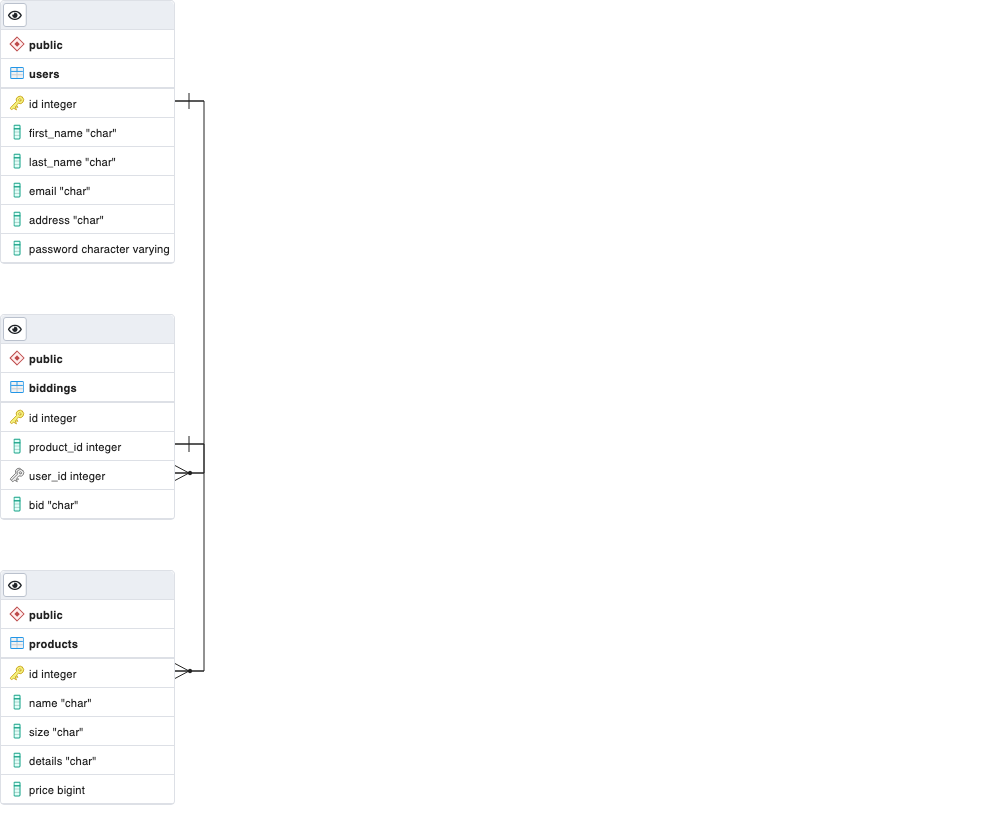 public
users
id integer
first_name "char"
last_name "char"
email "char"
address "char"
password character varying
public
biddings
id integer
product_id integer
user_id integer
bid "char"
public
products
id integer
name "char"
size "char"
details "char"
price bigint